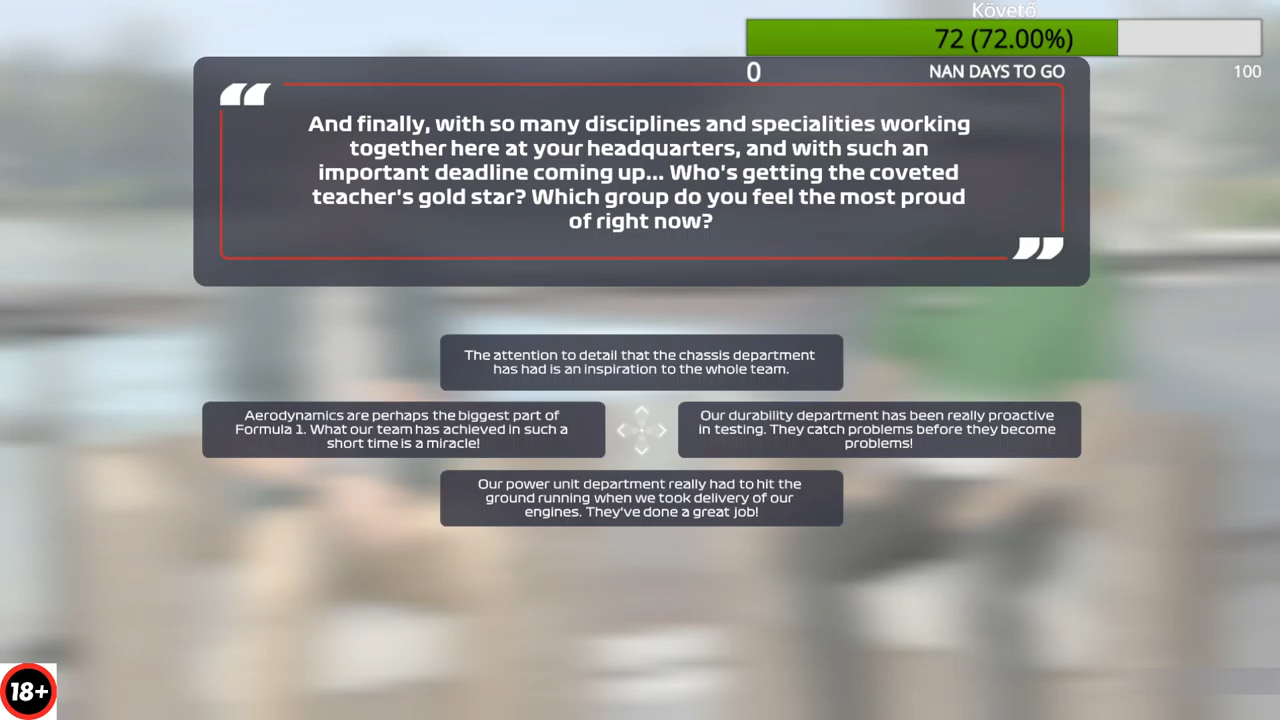 Követő
72 (72.00%)
0
NAN DAYS TO GO
100
And finally, with so many disciplines and specialities working
together here at your headquarters, and with such an
important deadline coming up... Who's getting the coveted
teacher's gold star? Which group do you feel the most proud
of right now?
The attention to detail that the chassis department
has had is an inspiration to the whole team.
Aerodynamics are perhaps the biggest part of
Formula 1. What our team has achieved in such a
short time is a miracle!
Our durability department has been really proactive
in testing. They catch problems before they become
problems!
Our power unit department really had to hit the
ground running when we took delivery of our
engines. They've done a great job!
18+